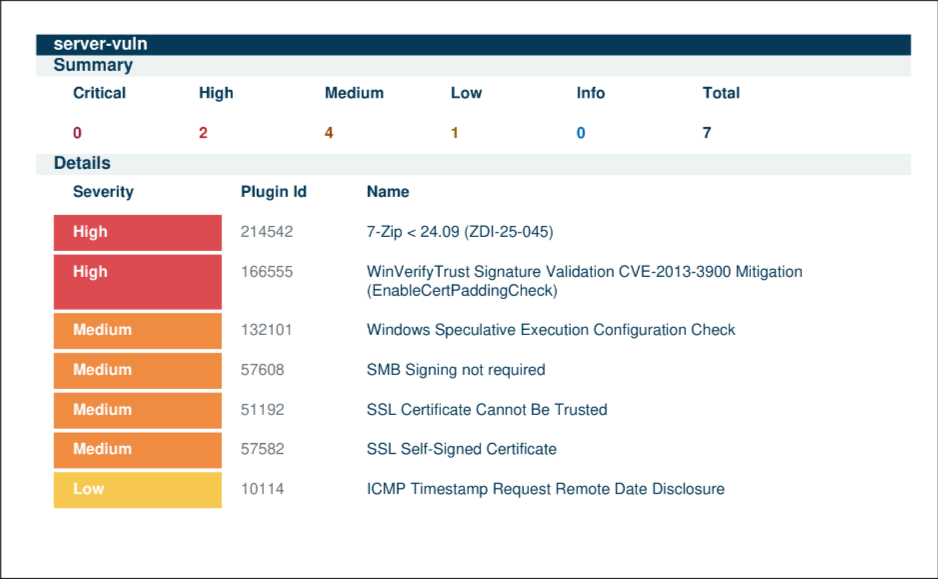 server-vuln
Summary
Critical High Medium Low Info Total
0 2 4 1 0 7
Details
Severity Plugin Id Name
High 214542 7-Zip < 24.09 (ZDI-25-045)
High 166555 WinVerifyTrust Signature Validation CVE-2013-3900 Mitigation
(EnableCertPaddingCheck)
Medium 132101 Windows Speculative Execution Configuration Check
Medium 57608 SMB Signing not required
Medium 51192 SSL Certificate Cannot Be Trusted
Medium 57582 SSL Self-Signed Certificate
Low 10114 ICMP Timestamp Request Remote Date Disclosure